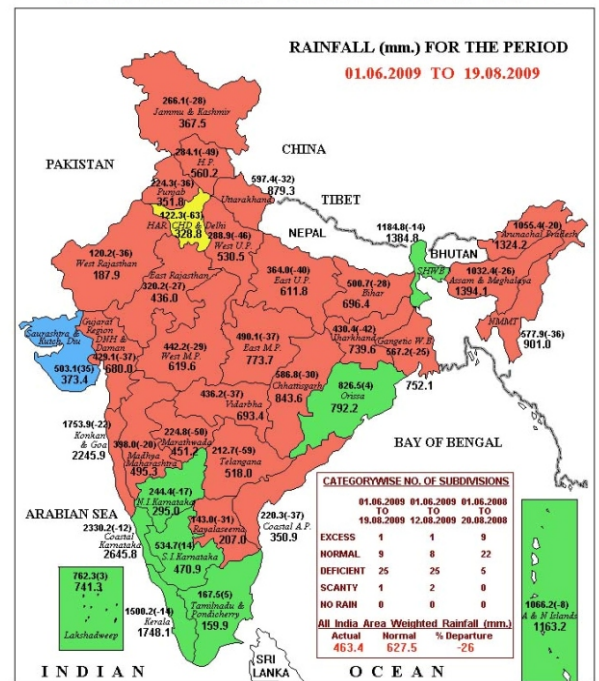 RAINFALL (mm.) FOR THE PERIOD
01.06.2009 TO 19.08.2009
266.1(-28)
Jammu & Kashmir
367.5
CHINA
284.1(-49)
H.P.
560.2
PAKISTAN
224.3(-36)
Punjab
351.8
597.4(-32)
879.3
Uttarakhand
TIBET
422.3(-63)
HAR. CHD & Delhi
328.8
288.9(-46)
West U.P.
530.5
NEPAL
1184.8(-14)
1384.8
1055.4(-20)
Arunachal Pradesh
1324.2
BHUTAN
SHWB
1032.4(-26)
Assam & Meghalaya
1394.1
120.2(-36)
West Rajasthan
187.9
East Rajasthan
320.2(-27)
436.0
364.0(-40)
East U.P.
611.8
500.7(-28)
Bihar
696.4
NMMT
577.9(-36)
901.0
Saurashtra &
Kutch, Diu
503.1(35)
373.4
Gujarat
Region
DNH &
Daman
429.1(-37)
680.0
442.2(-29)
West M.P.
619.6
490.1(-37)
East M.P.
773.7
430.4(-42)
Jharkhand
739.6
Gangetic W.B.
567.2(-25)
752.1
586.8(-30)
Chhattisgarh
843.6
826.5(4)
Orissa
792.2
436.2(-37)
Vidarbha
693.4
1753.9(-22)
Konkan
& Goa
2245.9
398.0(-20)
Madhya
Maharashtra
495.3
224.8(-50)
Marathwada
451.2
212.7(-59)
Telangana
518.0
BAY OF BENGAL
ARABIAN SEA
244.4(-17)
N.I.Karnataka
295.0
143.0(-31)
Rayalaseema
207.0
220.3(-37)
Coastal A.P.
350.9
2330.2(-12)
Coastal
Karnataka
2645.8
534.7(14)
S.I.Karnataka
470.9
762.3(3)
741.3
Lakshadweep
1500.2(-14)
Kerala
1748.1
167.5(5)
Tamilnadu &
Pondicherry
159.9
CATEGORYWISE NO. OF SUBDIVISIONS
01.06.2009 01.06.2009 01.06.2008
TO TO TO
19.08.2009 12.08.2009 20.08.2008
EXCESS 1 1 9
NORMAL 9 8 22
DEFICIENT 25 25 5
SCANTY 1 2 0
NO RAIN 0 0 0
All India Area Weighted Rainfall (mm.)
Actual Normal % Departure
463.4 627.5 -26
1066.2(-8)
A & N Islands
1163.2
SRI
LANKA
INDIAN OCEAN